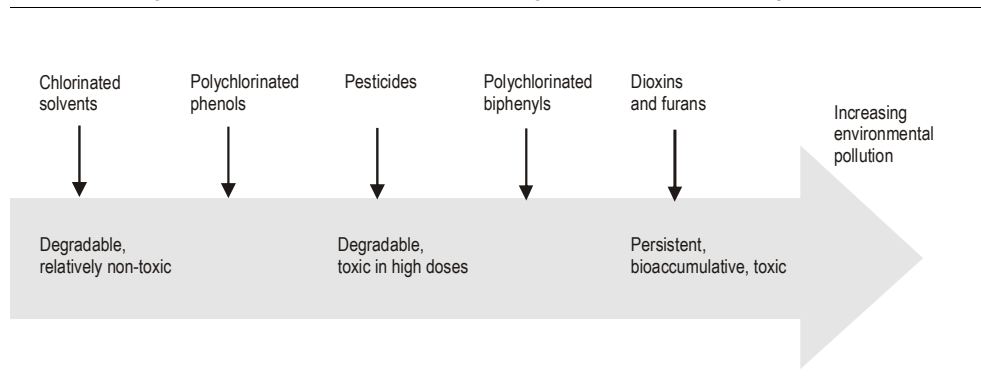 Chlorinated
solvents
Polychlorinated
phenols
Pesticides
Polychlorinated
biphenyls
Dioxins
and furans
Increasing
environmental
pollution
Degradable,
relatively non-toxic
Degradable,
toxic in high doses
Persistent,
bioaccumulative, toxic